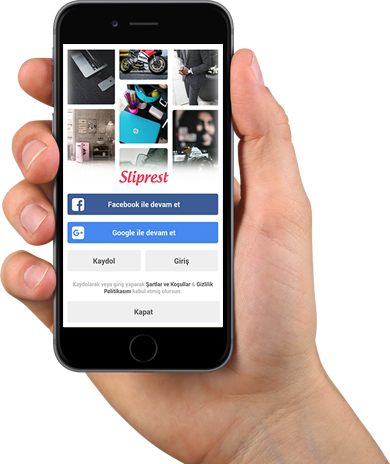 Sliprest
Facebook ile devam et
G+ Google ile devam et
Kaydol Giriş
Kaydolarak veya giriş yaparak Şartlar ve Koşullar & Gizlilik
Politikasını kabul etmiş olursun.
Kapat